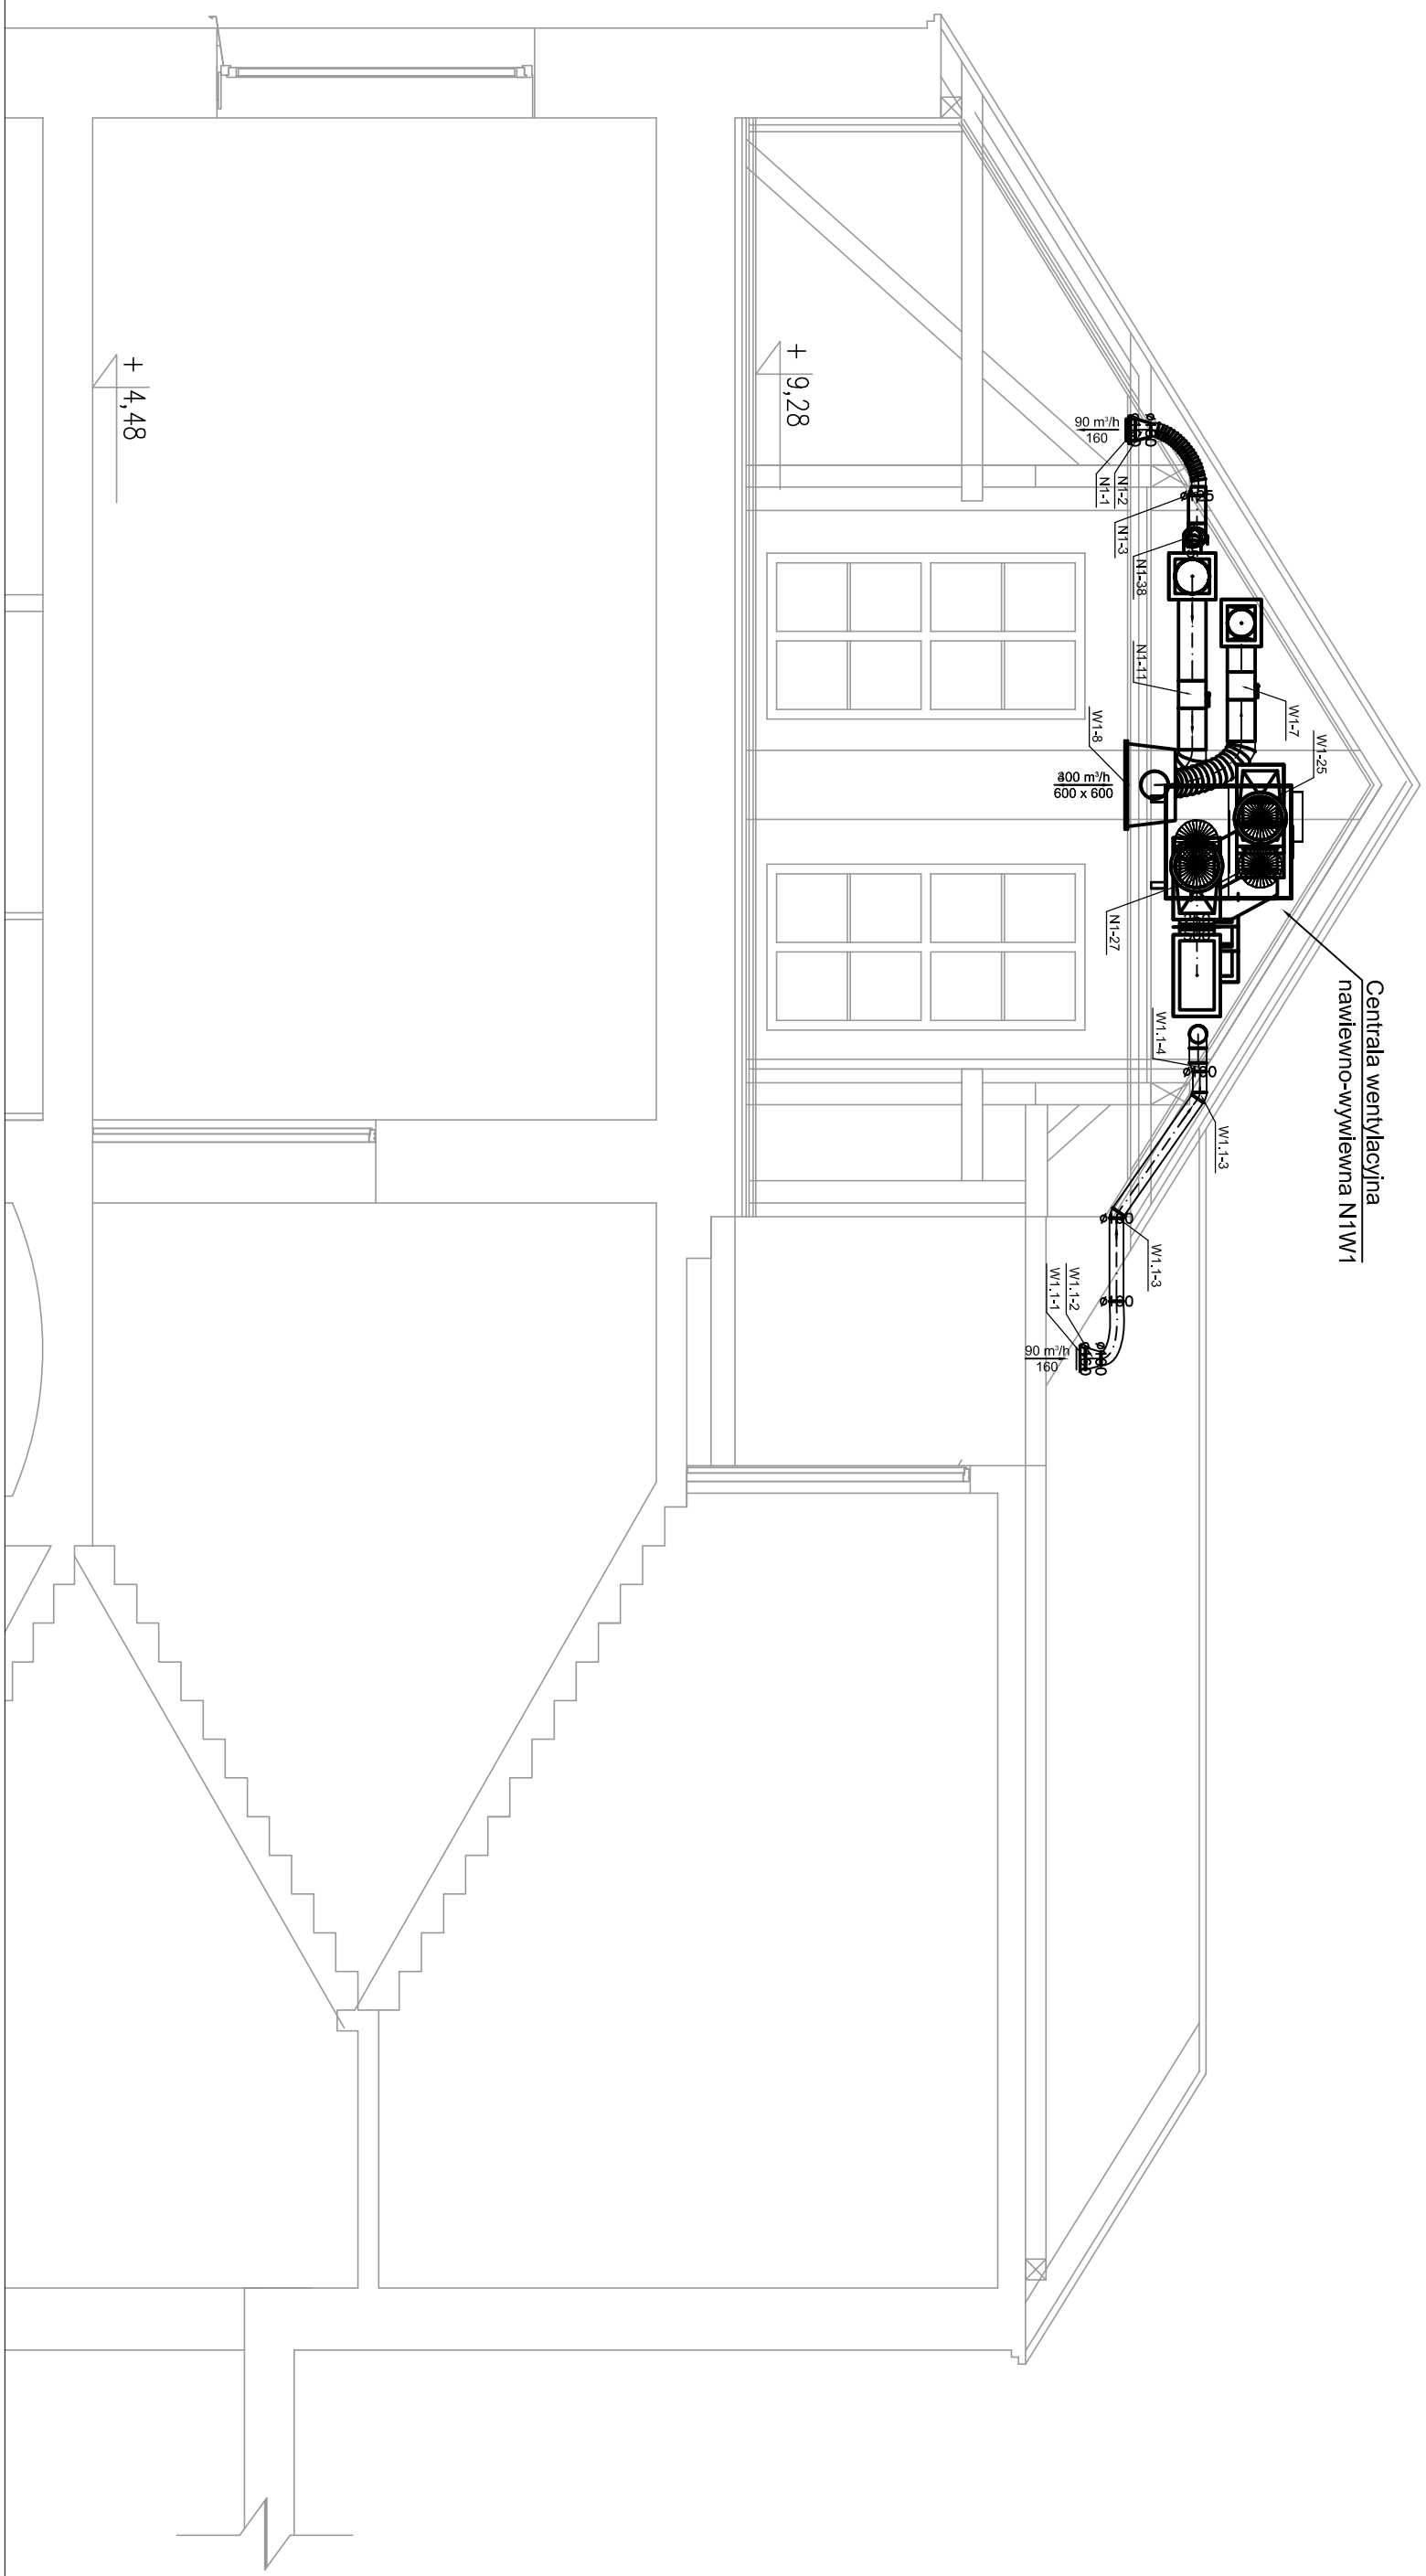 Centrala wentylacyjna
nawiewno-wywiewna N1W1
W1-25
W1-7
W1.1-3
W1.1-4
ø125
N1-38
N1-3
N1-2
N1-1
90 m³/h
160
N1-11
W1-8
600 x 600
N1-27
W1.1-3
W1.1-2
W1.1-1
90 m³/h
160
+ 9,28
+ 4,48